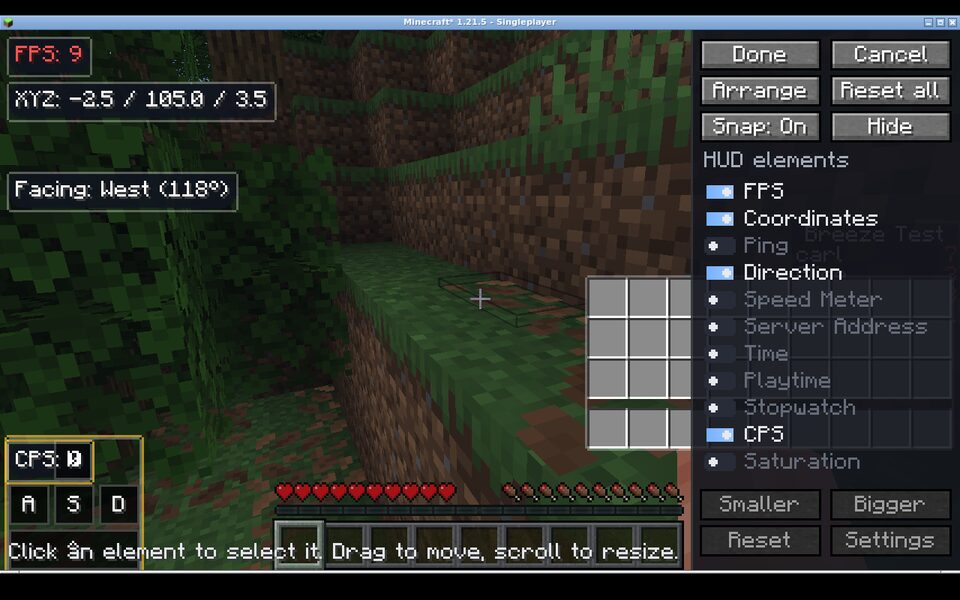 Minecraft* 1.21.5 - Singleplayer
FPS: 9
XYZ: -2.5 / 105.0 / 3.5
Facing: West (118°)
Done
Cancel
Arrange
Reset all
Snap: On
Hide
HUD elements
FPS
Coordinates
Ping
Breeze Test
carl
Direction
Speed Meter
Server Address
Time
Playtime
Stopwatch
CPS
Saturation
Smaller
Bigger
Reset
Settings
CPS: 0
A S D
Click an element to select it. Drag to move, scroll to resize.